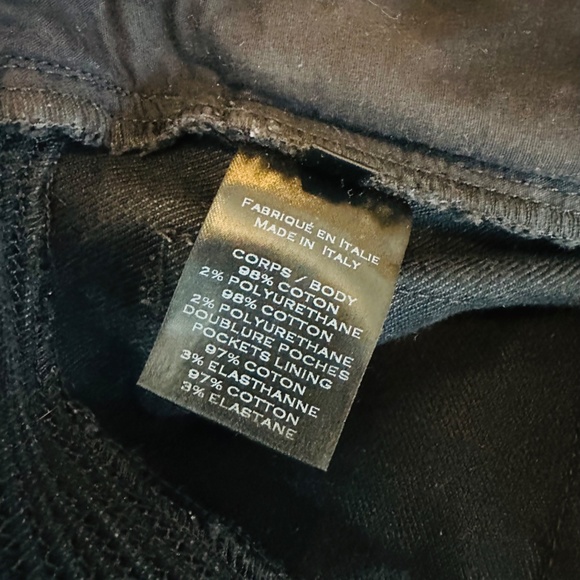 FABRIQUÉ EN ITALIE
MADE IN ITALY
CORPS / BODY
98% COTON
2% POLYURETHANE
98% COTTON
2% POLYURETHANE
DOUBLURE POCHES
POCKETS LINING
97% COTON
3% ELASTHANNE
97% COTTON
3% ELASTANE